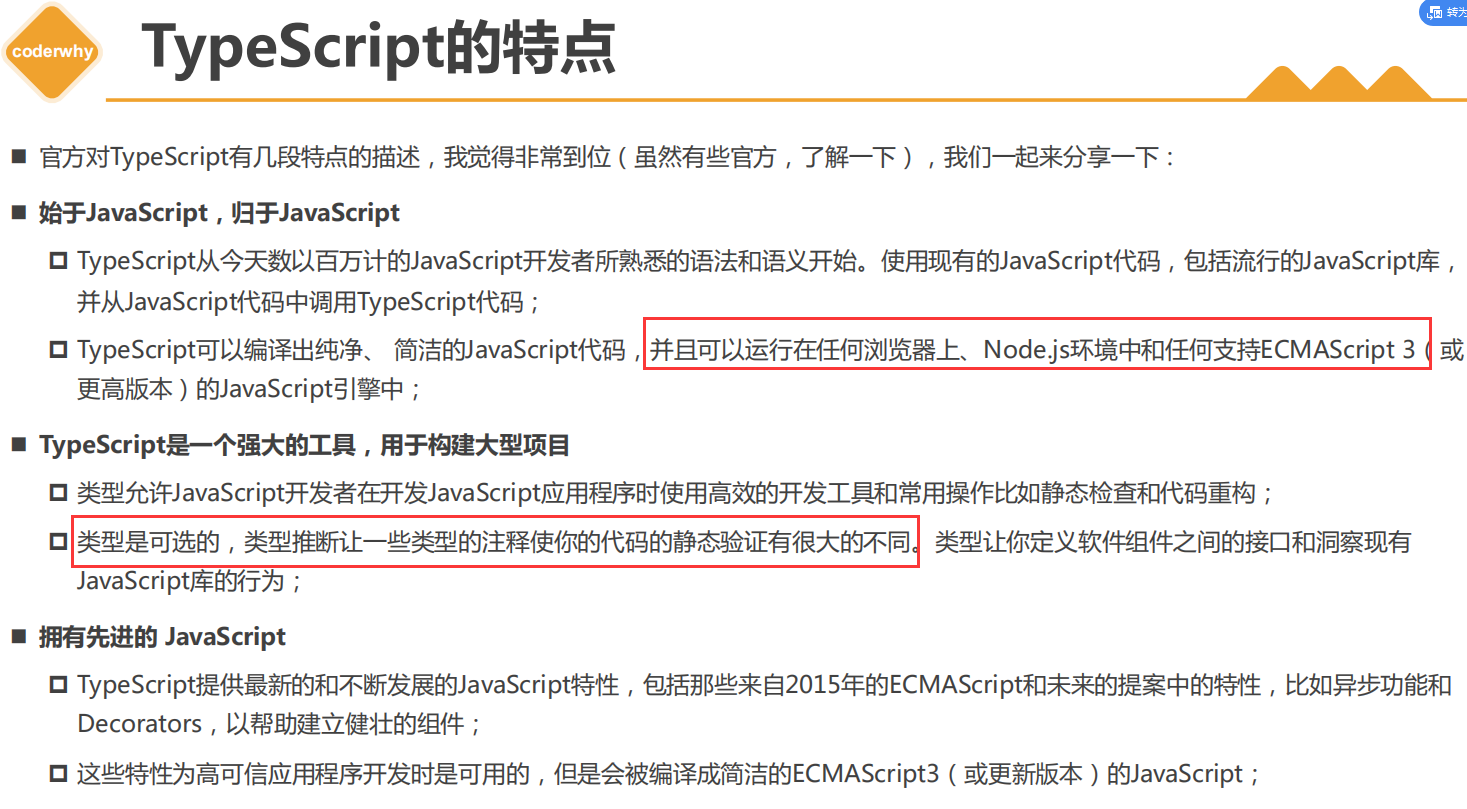 coderwhy
TypeScript的特点
转为
官方对TypeScript有几段特点的描述，我觉得非常到位（虽然有些官方，了解一下），我们一起来分享一下：
始于JavaScript，归于JavaScript
TypeScript从今天数以百万计的JavaScript开发者所熟悉的语法和语义开始。使用现有的JavaScript代码，包括流行的JavaScript库，
并从JavaScript代码中调用TypeScript代码；
TypeScript可以编译出纯净、 简洁的JavaScript代码，并且可以运行在任何浏览器上、Node.js环境中和任何支持ECMAScript 3（或
更高版本）的JavaScript引擎中；
TypeScript是一个强大的工具，用于构建大型项目
类型允许JavaScript开发者在开发JavaScript应用程序时使用高效的开发工具和常用操作比如静态检查和代码重构；
类型是可选的，类型推断让一些类型的注释使你的代码的静态验证有很大的不同。类型让你定义软件组件之间的接口和洞察现有
JavaScript库的行为；
拥有先进的 JavaScript
TypeScript提供最新的和不断发展的JavaScript特性，包括那些来自2015年的ECMAScript和未来的提案中的特性，比如异步功能和
Decorators，以帮助建立健壮的组件；
这些特性为高可信应用程序开发时是可用的，但是会被编译成简洁的ECMAScript3（或更新版本）的JavaScript；